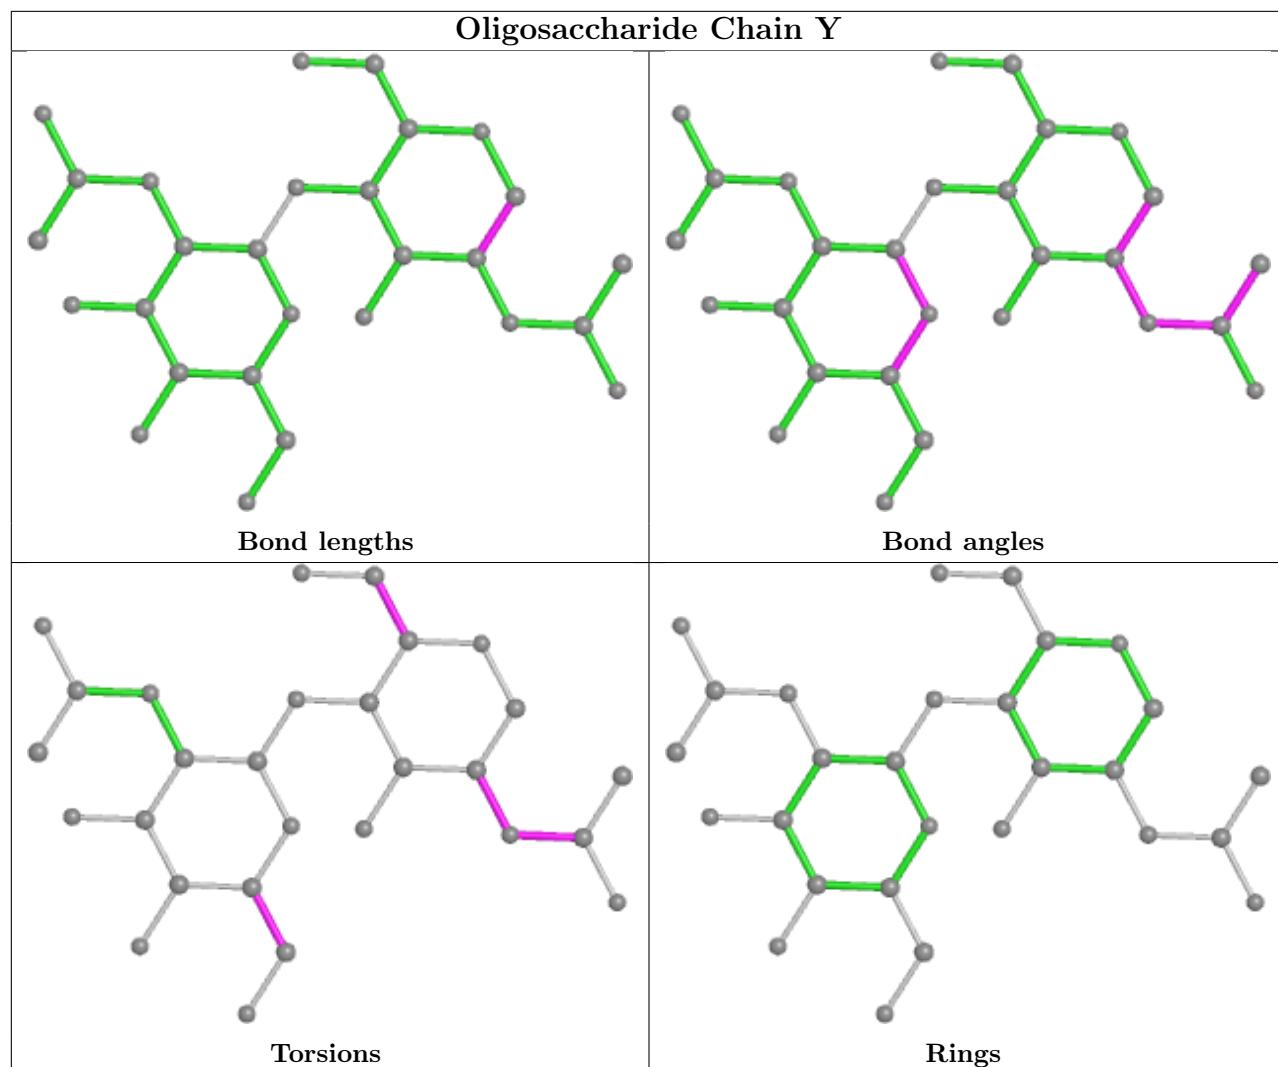 Oligosaccharide Chain Y
Bond lengths
Bond angles
Torsions
Rings